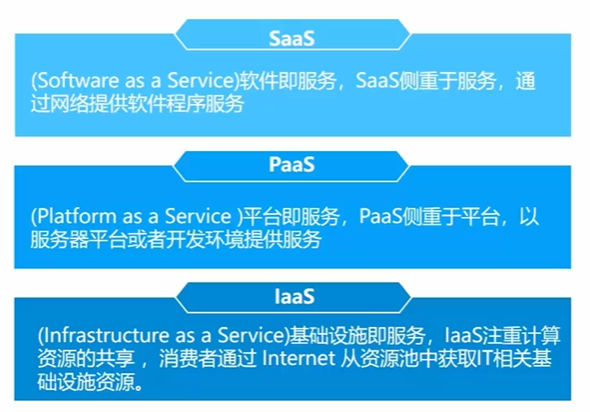 SaaS
(Software as a Service)软件即服务，SaaS侧重于服务，通
过网络提供软件程序服务
PaaS
(Platform as a Service )平台即服务，PaaS侧重于平台，以
服务器平台或者开发环境提供服务
IaaS
(Infrastructure as a Service)基础设施即服务，IaaS注重计算
资源的共享 ，消费者通过 Internet 从资源池中获取IT相关基
础设施资源。